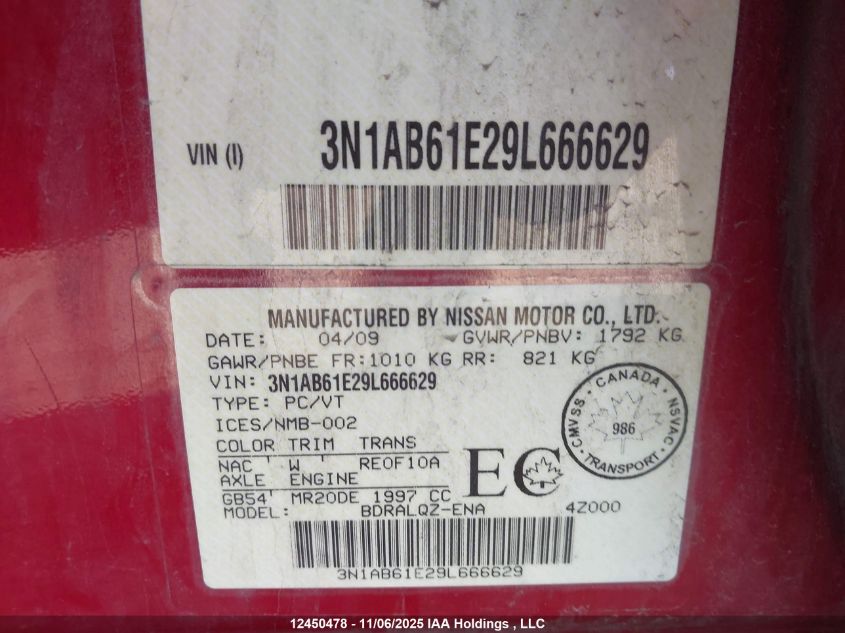 VIN (I) 3N1AB61E29L666629
MANUFACTURED BY NISSAN MOTOR CO., LTD.
DATE: 04/09 GVWR/PNBV: 1792 KG
GAWR/PNBE FR:1010 KG RR: 821 KG
VIN: 3N1AB61E29L666629
TYPE: PC/VT
ICES/NMB-002
COLOR TRIM TRANS
NAC ' W ' RE0F10A
AXLE ENGINE
GB54' MR20DE 1997 CC
MODEL: BDRALQZ-ENA 4Z000
EC
CANADA
CMVSS 986 NSVAC
TRANSPORT
3N1AB61E29L666629
12450478 - 11/06/2025 IAA Holdings , LLC